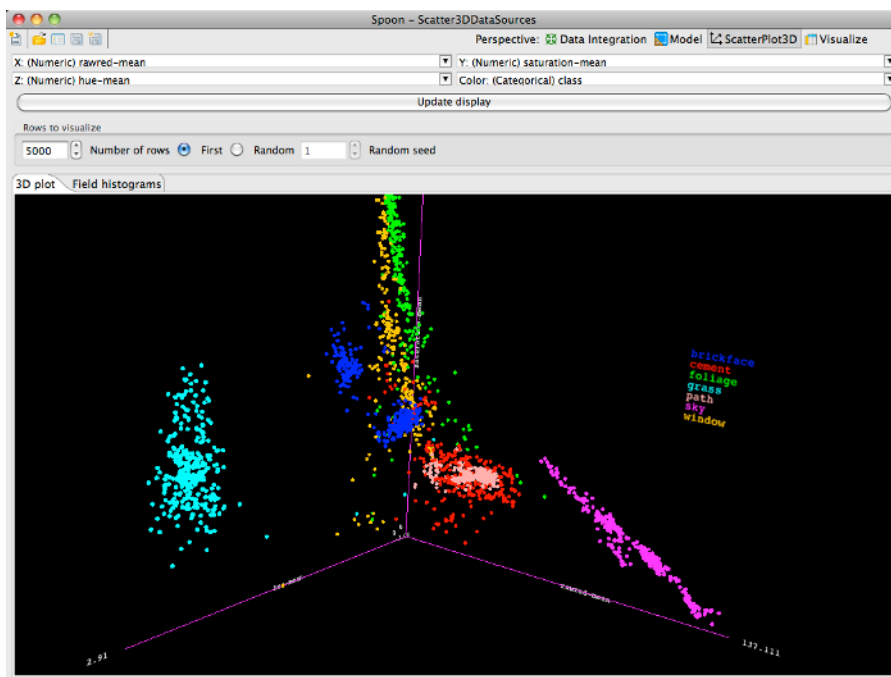 Spoon - Scatter3DDataSources
Perspective: Data Integration Model ScatterPlot3D Visualize
X: (Numeric) rawred-mean Y: (Numeric) saturation-mean
Z: (Numeric) hue-mean Color: (Categorical) class
Update display
Rows to visualize
5000 Number of rows First Random 1 Random seed
3D plot Field histograms
brickface
cement
foliage
grass
path
sky
window
rawred-mean
2.91
137.111